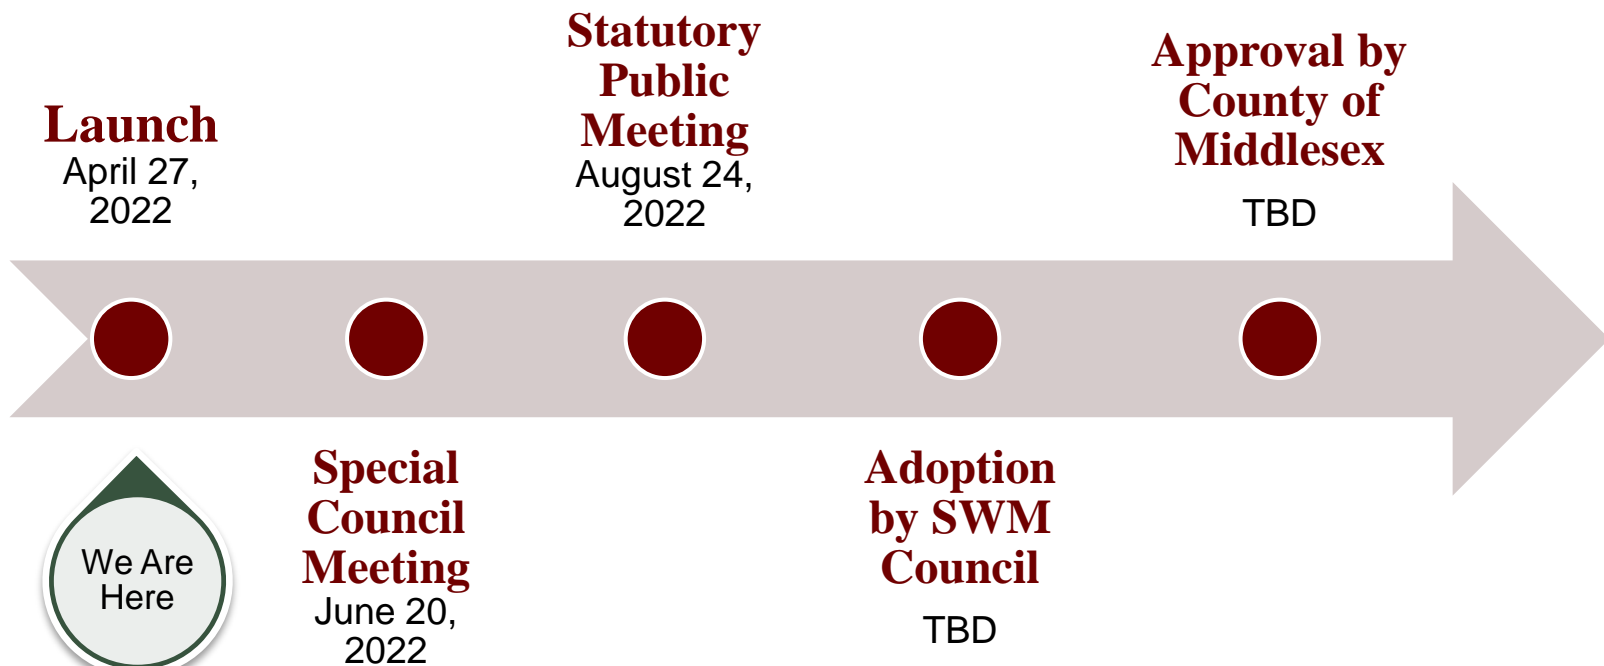 Launch
April 27,
2022
We Are
Here
Special
Council
Meeting
June 20,
2022
Statutory
Public
Meeting
August 24,
2022
Adoption
by SWM
Council
TBD
Approval by
County of
Middlesex
TBD